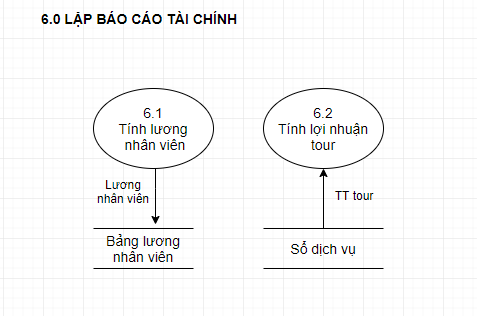 6.0 LẬP BÁO CÁO TÀI CHÍNH
6.1
Tính lương
nhân viên
6.2
Tính lợi nhuận
tour
Lương
nhân viên
TT tour
Bảng lương
nhân viên
Sổ dịch vụ